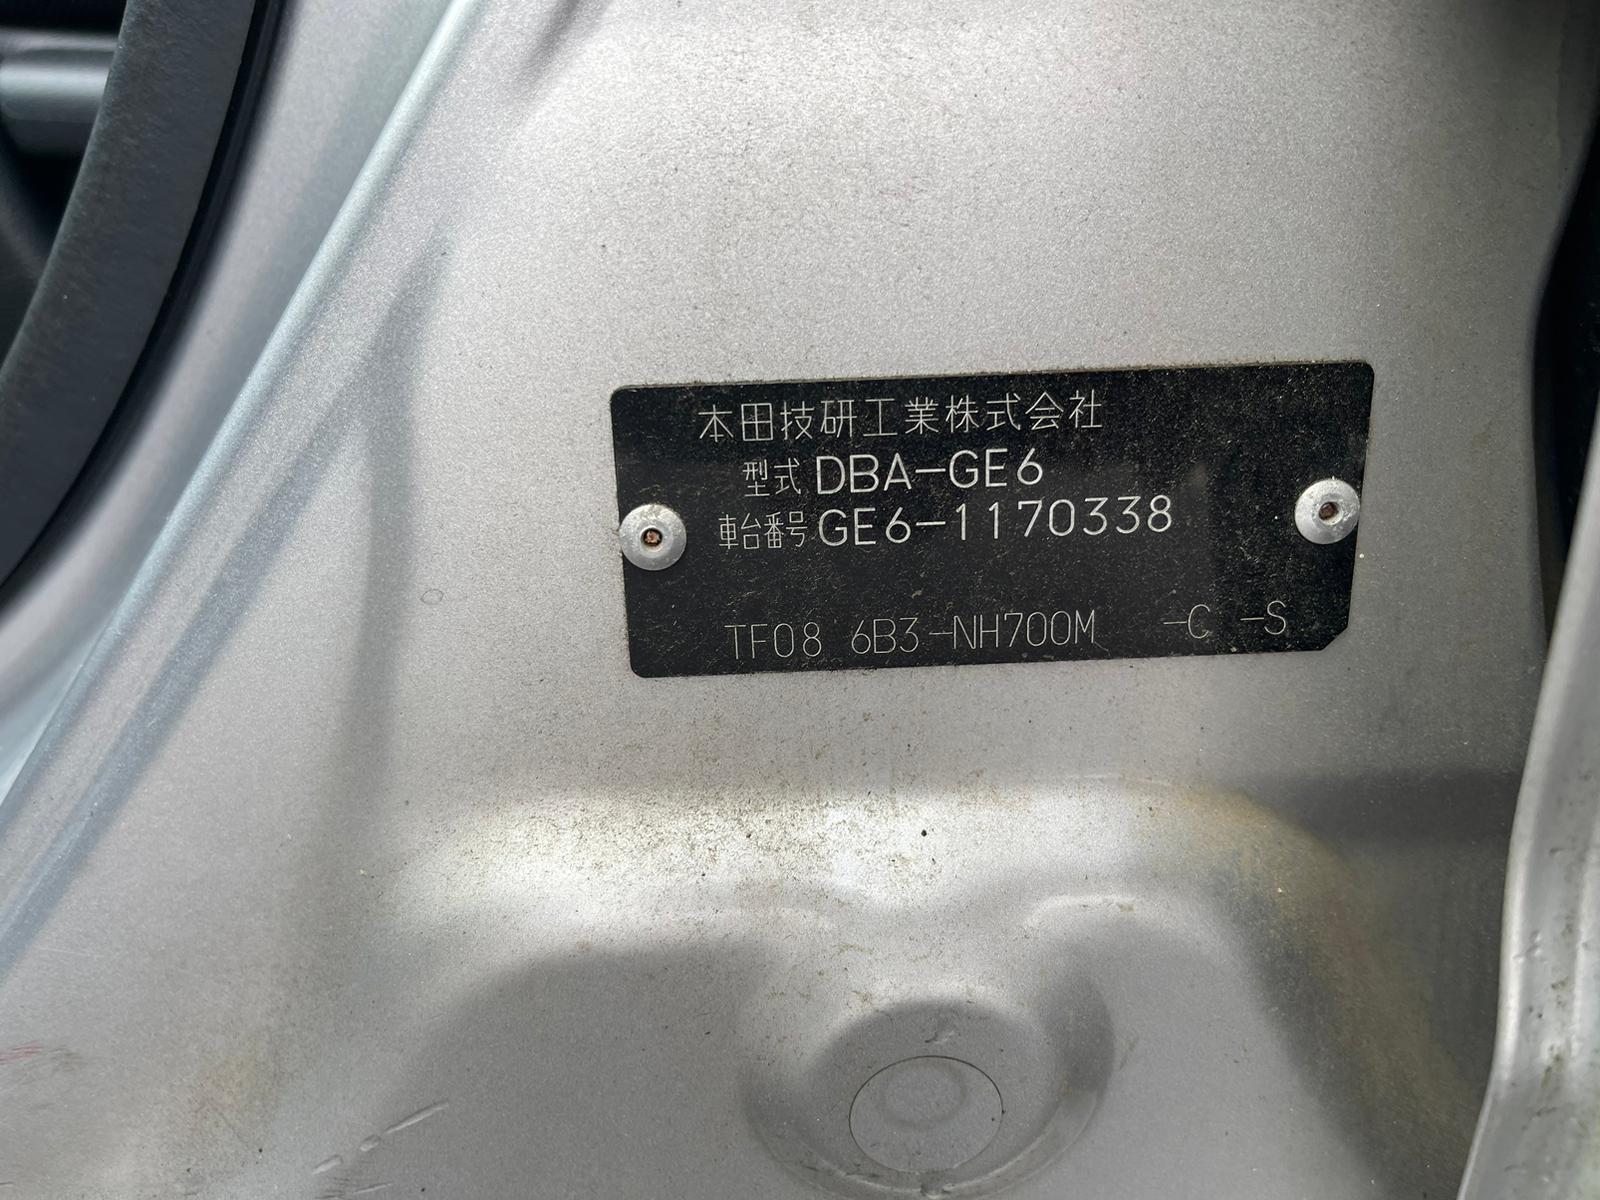 本田技研工業株式会社
型式 DBA-GE6
車台番号 GE6-1170338
TF08 6B3-NH700M -C -S